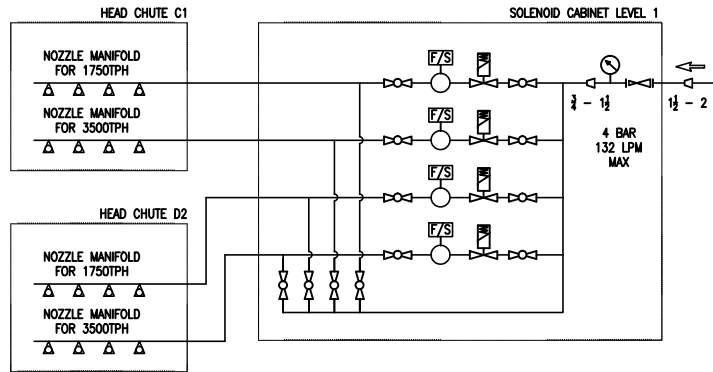 HEAD CHUTE C1
NOZZLE MANIFOLD
FOR 1750TPH
NOZZLE MANIFOLD
FOR 3500TPH
SOLENOID CABINET LEVEL 1
F/S
F/S
F/S
F/S
3/4 - 1 1/2
1 1/2 - 2
4 BAR
132 LPM
MAX
HEAD CHUTE D2
NOZZLE MANIFOLD
FOR 1750TPH
NOZZLE MANIFOLD
FOR 3500TPH